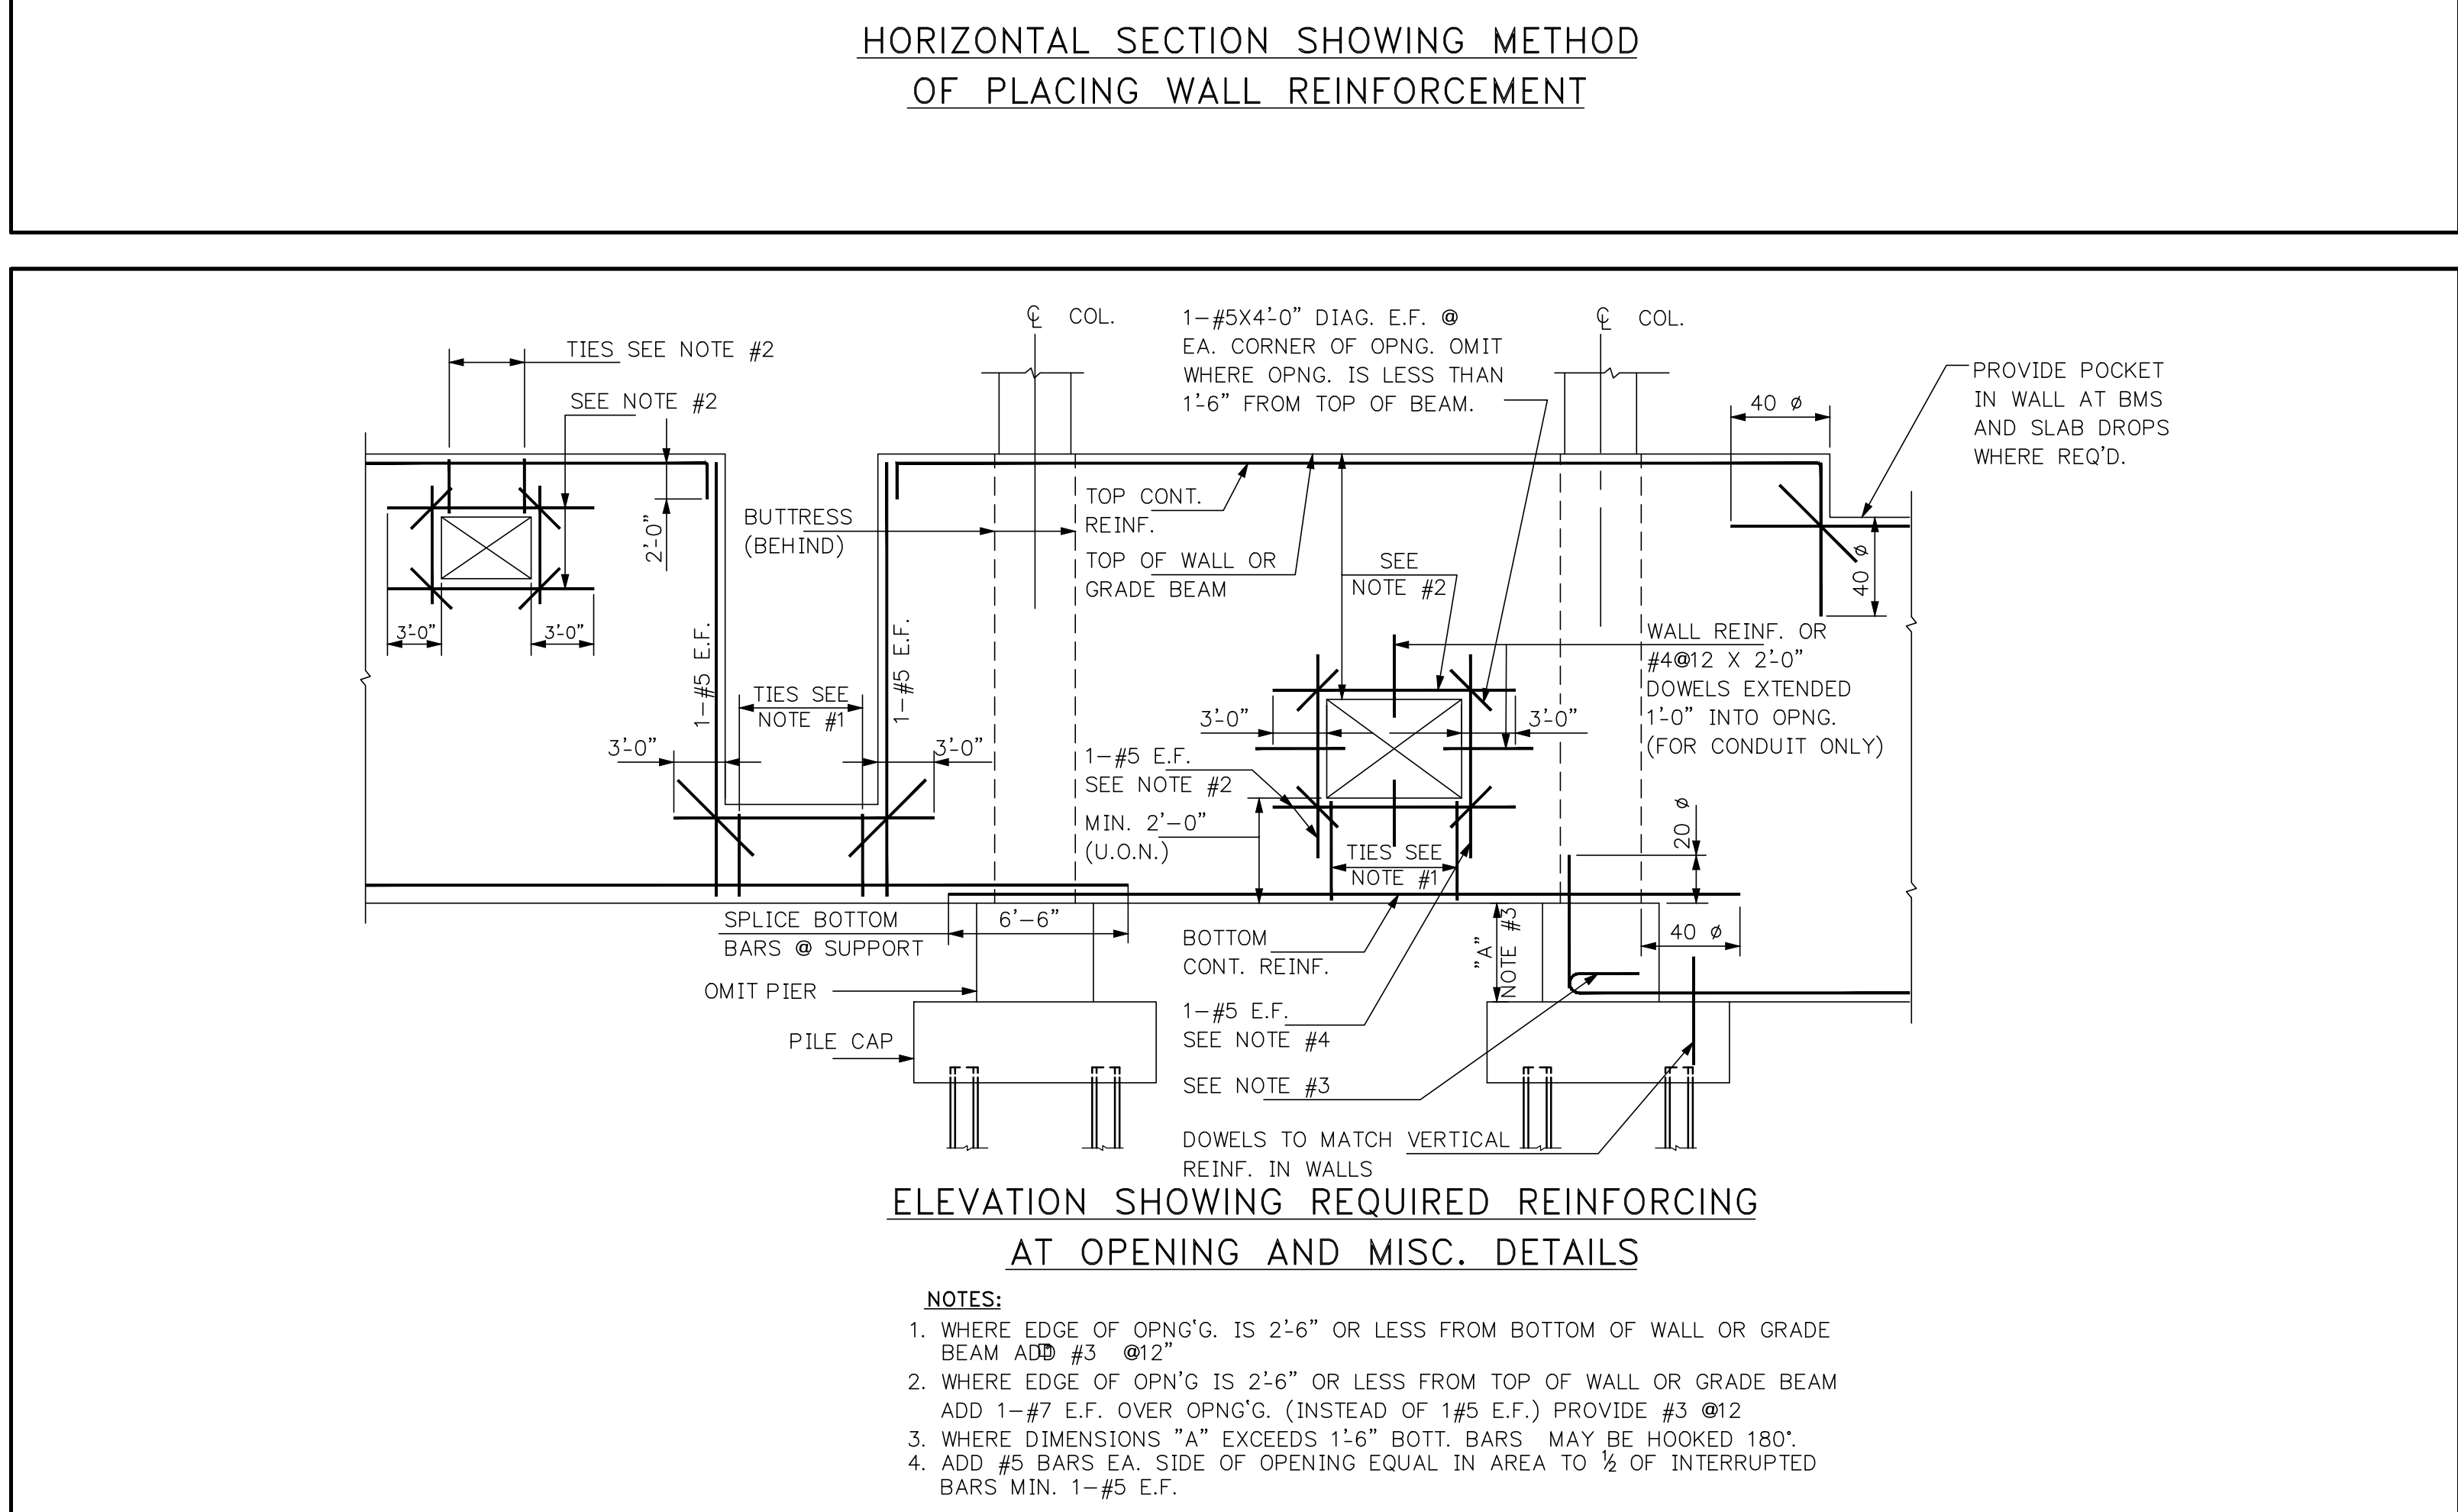 HORIZONTAL SECTION SHOWING METHOD
OF PLACING WALL REINFORCEMENT
TIES SEE NOTE #2
SEE NOTE #2
2'-0"
3'-0"
3'-0"
1-#5 E.F.
1-#5 E.F.
TIES SEE
NOTE #1
3'-0"
3'-0"
BUTTRESS
(BEHIND)
℄ COL.
1-#5X4'-0" DIAG. E.F. @
EA. CORNER OF OPNG. OMIT
WHERE OPNG. IS LESS THAN
1'-6" FROM TOP OF BEAM.
℄ COL.
40 ø
PROVIDE POCKET
IN WALL AT BMS
AND SLAB DROPS
WHERE REQ'D.
40 ø
TOP CONT.
REINF.
TOP OF WALL OR
GRADE BEAM
SEE
NOTE #2
WALL REINF. OR
#4@12 X 2'-0"
DOWELS EXTENDED
1'-0" INTO OPNG.
(FOR CONDUIT ONLY)
3'-0"
3'-0"
1-#5 E.F.
SEE NOTE #2
MIN. 2'-0"
(U.O.N.)
TIES SEE
NOTE #1
20 ø
SPLICE BOTTOM
BARS @ SUPPORT
6'-6"
BOTTOM
CONT. REINF.
"A"
NOTE #3
40 ø
OMIT PIER
1-#5 E.F.
SEE NOTE #4
PILE CAP
SEE NOTE #3
DOWELS TO MATCH VERTICAL
REINF. IN WALLS
ELEVATION SHOWING REQUIRED REINFORCING
AT OPENING AND MISC. DETAILS
NOTES:
1. WHERE EDGE OF OPNG'G. IS 2'-6" OR LESS FROM BOTTOM OF WALL OR GRADE
BEAM ADD #3 @12"
2. WHERE EDGE OF OPN'G IS 2'-6" OR LESS FROM TOP OF WALL OR GRADE BEAM
ADD 1-#7 E.F. OVER OPNG'G. (INSTEAD OF 1#5 E.F.) PROVIDE #3 @12
3. WHERE DIMENSIONS "A" EXCEEDS 1'-6" BOTT. BARS MAY BE HOOKED 180°.
4. ADD #5 BARS EA. SIDE OF OPENING EQUAL IN AREA TO ½ OF INTERRUPTED
BARS MIN. 1-#5 E.F.